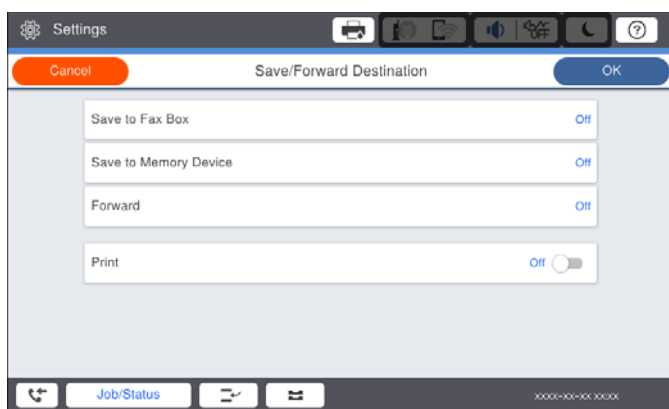 Settings
OFF
?
Cancel
Save/Forward Destination
OK
Save to Fax Box
Off
Save to Memory Device
Off
Forward
Off
Print
Off
Job/Status
xxxx-xx-xx xx:xx